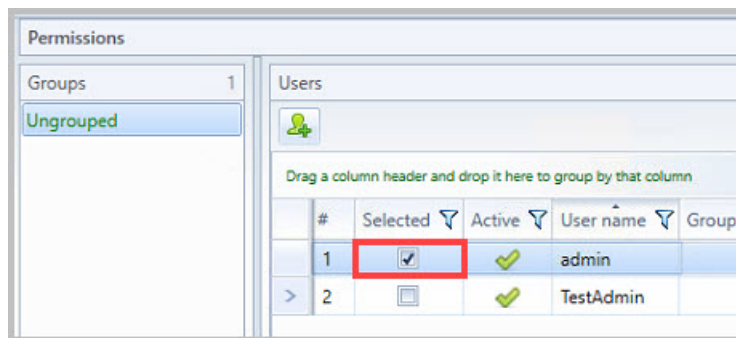 Permissions
Groups 1
Users
Ungrouped
Drag a column header and drop it here to group by that column
# Selected Active User name Group
1 admin
> 2 TestAdmin